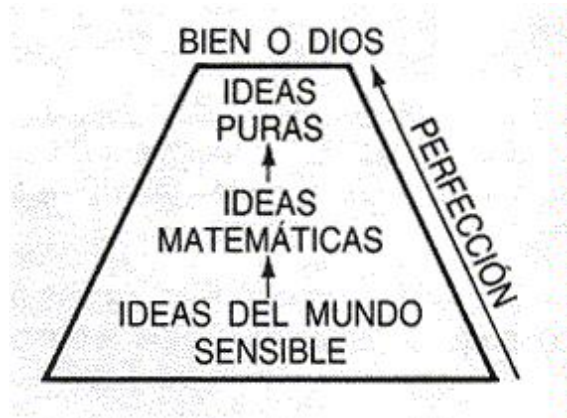 BIEN O DIOS
IDEAS
PURAS
PERFECCIÓN
IDEAS
MATEMÁTICAS
IDEAS DEL MUNDO
SENSIBLE